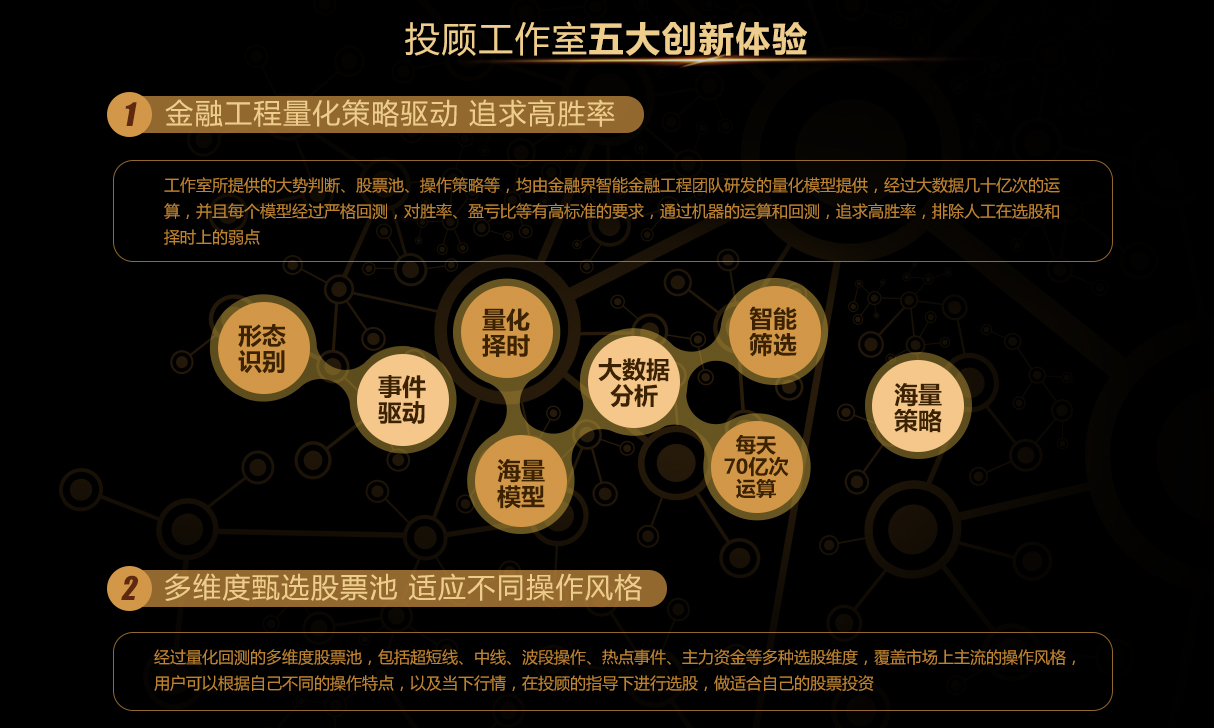 投顾工作室五大创新体验
1 金融工程量化策略驱动 追求高胜率
工作室所提供的大势判断、股票池、操作策略等，均由金融界智能金融工程团队研发的量化模型提供，经过大数据几十亿次的运
算，并且每个模型经过严格回测，对胜率、盈亏比等有高标准的要求，通过机器的运算和回测，追求高胜率，排除人工在选股和
择时上的弱点
形态
识别
事件
驱动
量化
择时
海量
模型
大数据
分析
智能
筛选
每天
70亿次
运算
海量
策略
2 多维度甄选股票池 适应不同操作风格
经过量化回测的多维度股票池，包括超短线、中线、波段操作、热点事件、主力资金等多种选股维度，覆盖市场上主流的操作风格，
用户可以根据自己不同的操作特点，以及当下行情，在投顾的指导下进行选股，做适合自己的股票投资